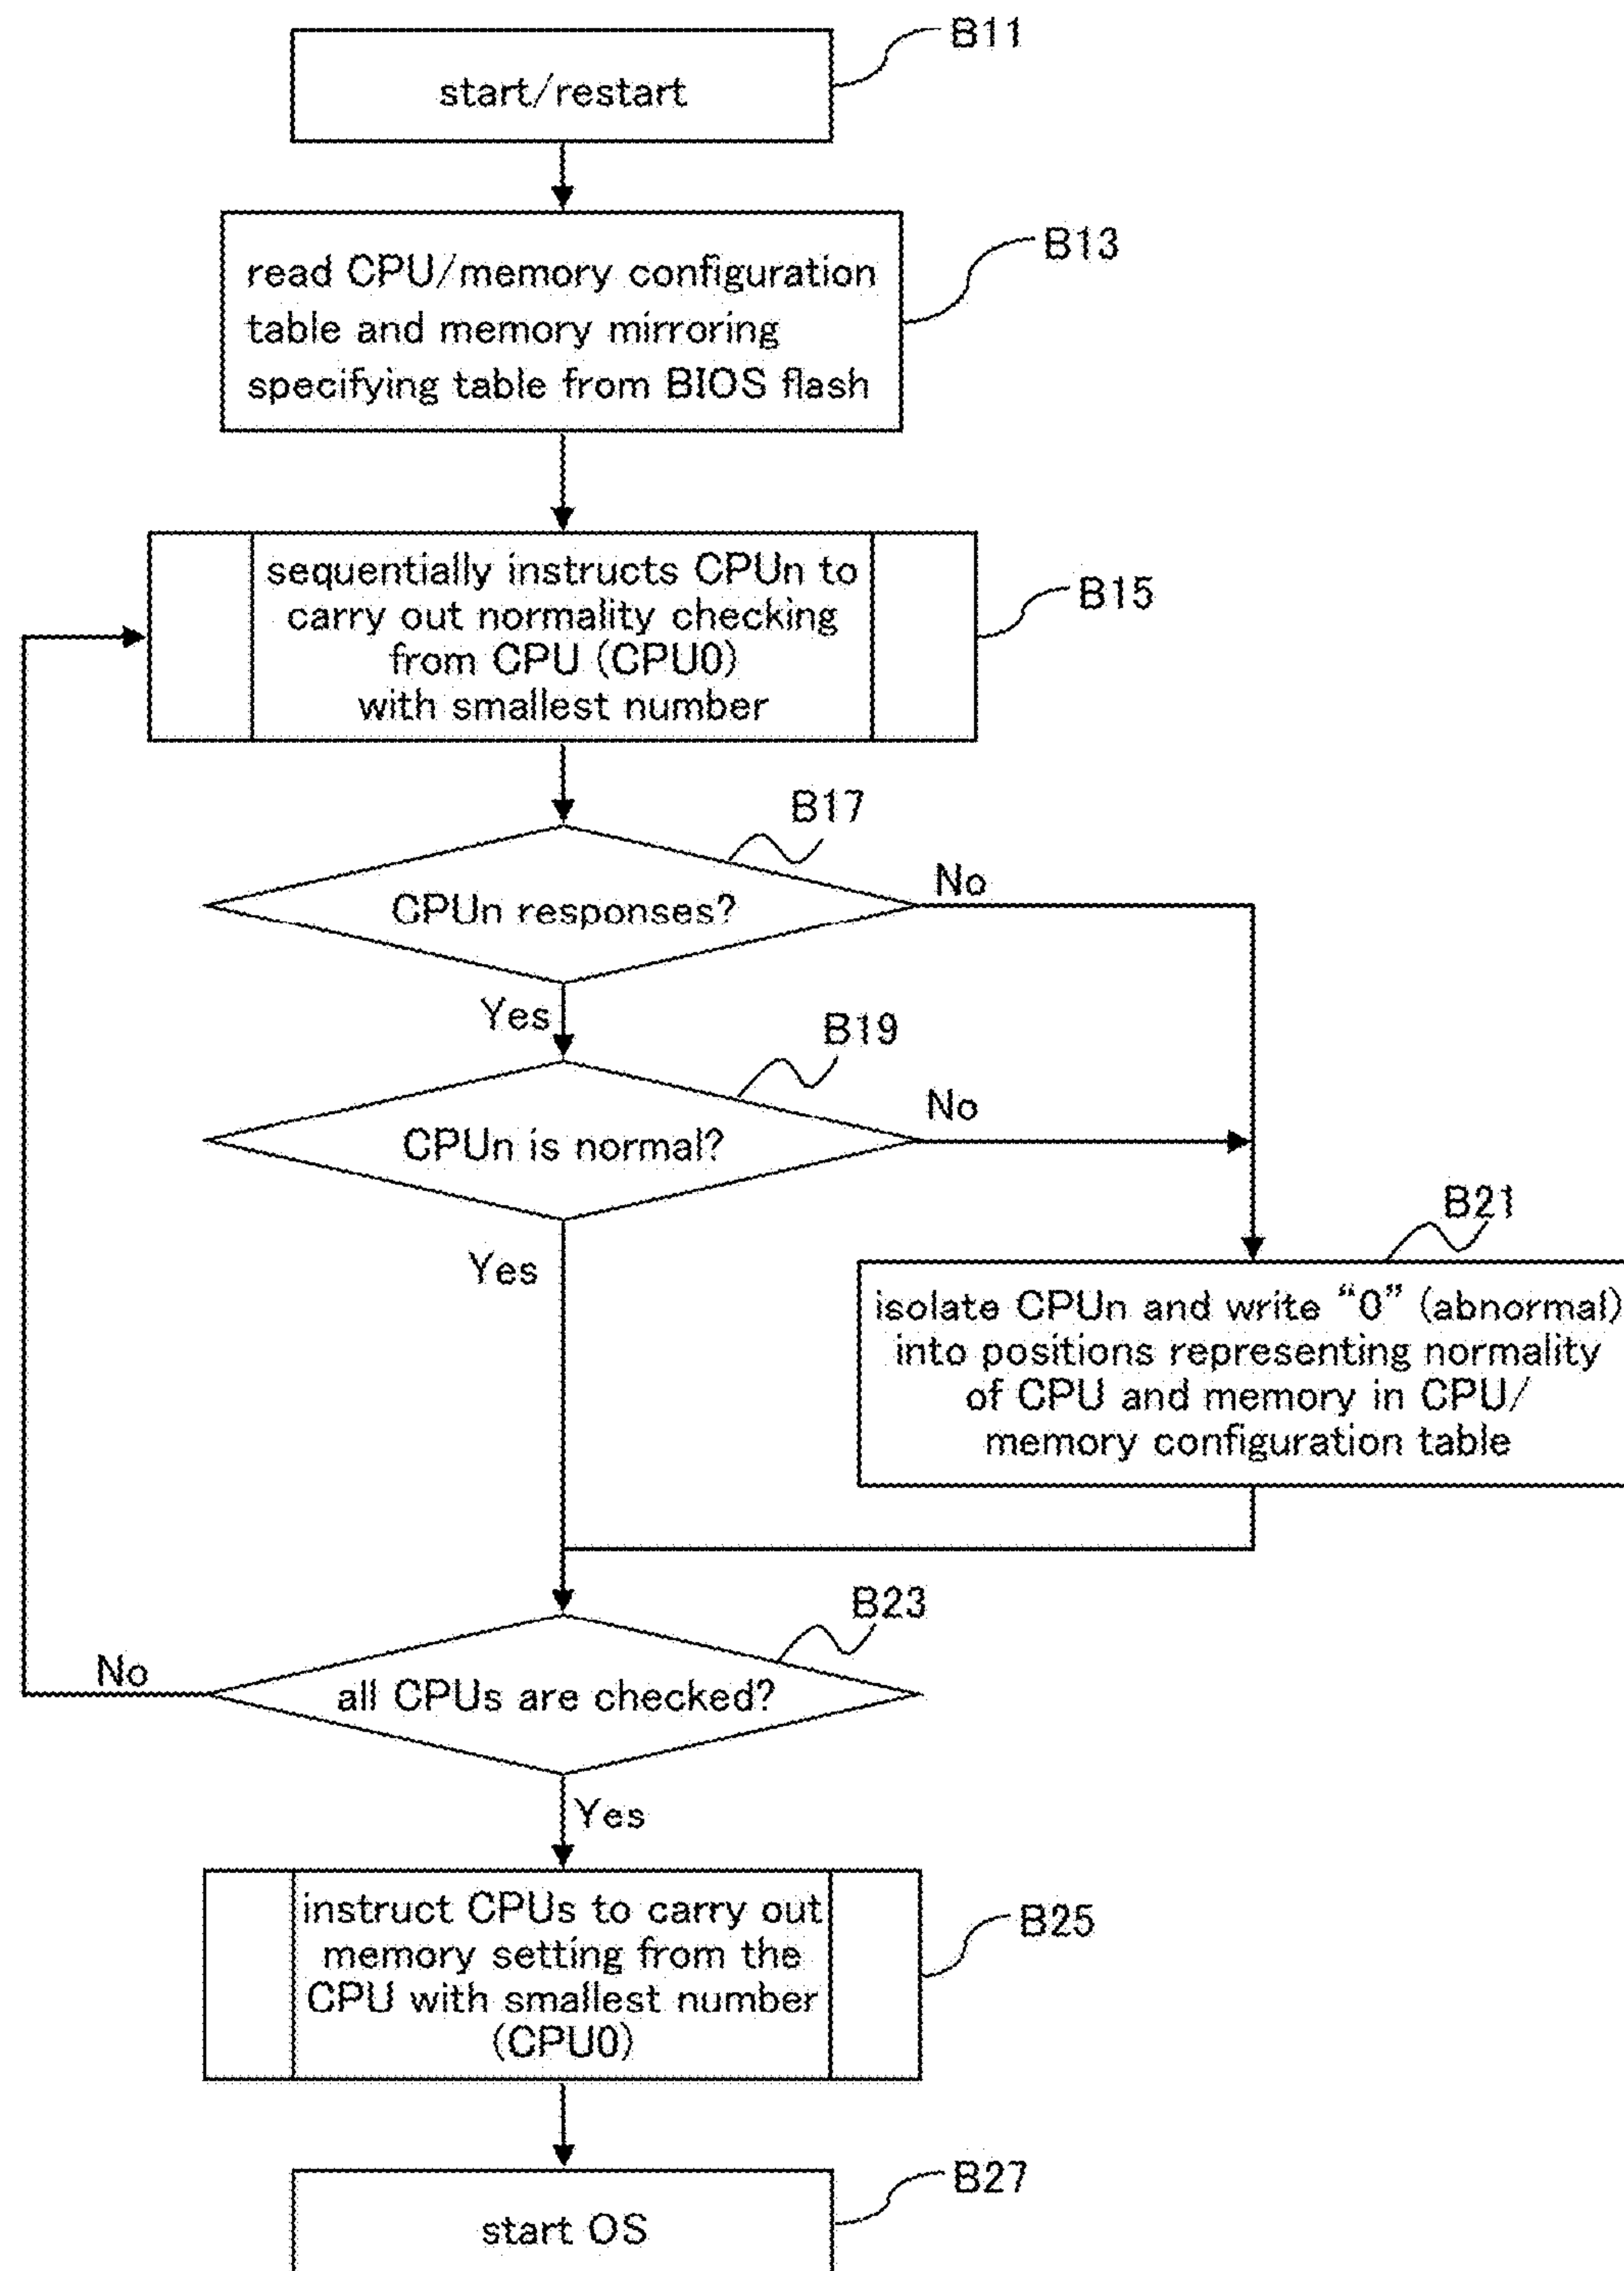 B11
start/restart
B13
read CPU/memory configuration
table and memory mirroring
specifying table from BIOS flash
sequentially instructs CPUn to
carry out normality checking
from CPU (CPU0)
with smallest number
B15
B17
CPUn responses?
No
Yes
B19
CPUn is normal?
No
Yes
B21
isolate CPUn and write “0” (abnormal)
into positions representing normality
of CPU and memory in CPU/
memory configuration table
B23
all CPUs are checked?
No
Yes
instruct CPUs to carry out
memory setting from the
CPU with smallest number
(CPU0)
B25
B27
start OS